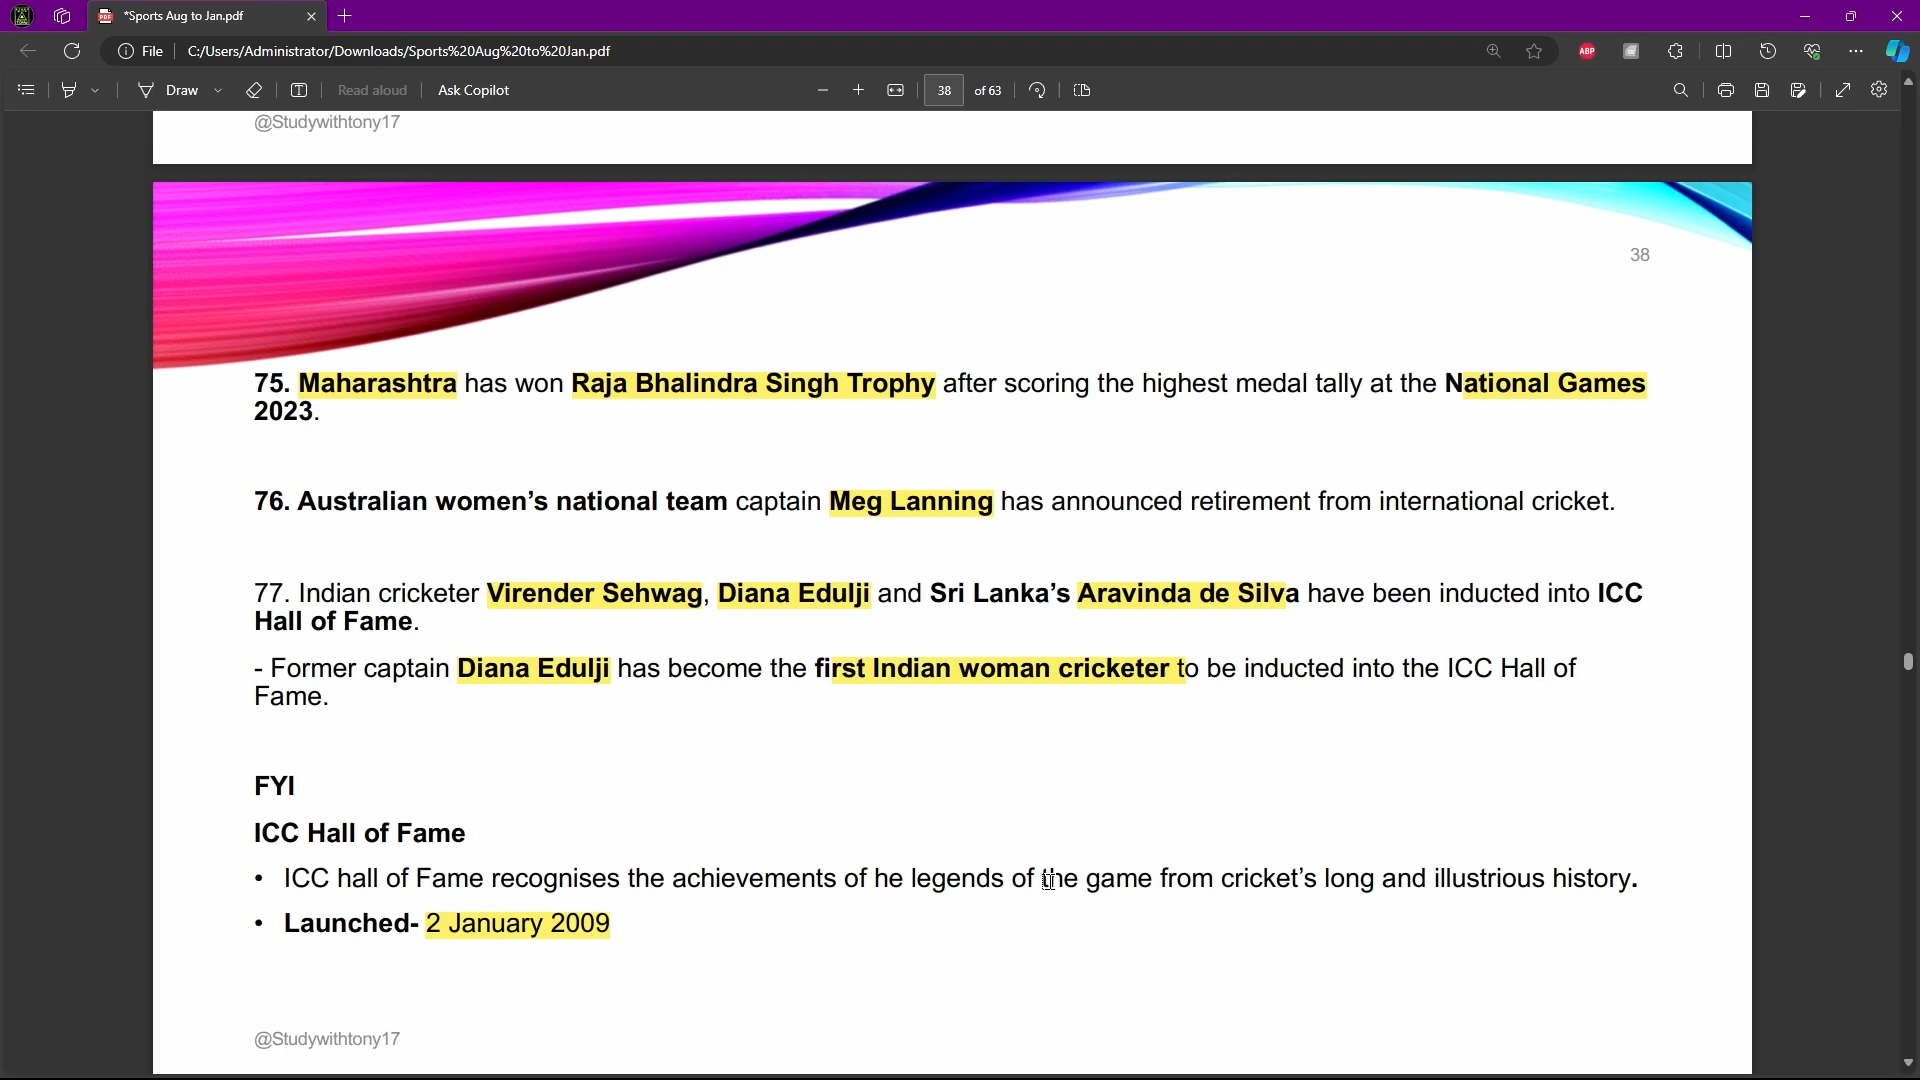 *Sports Aug to Jan.pdf
File C:/Users/Administrator/Downloads/Sports%20Aug%20to%20Jan.pdf
ABP
Draw Read aloud Ask Copilot 38 of 63
@Studywithtony17
38
75. Maharashtra has won Raja Bhalindra Singh Trophy after scoring the highest medal tally at the National Games
2023.
76. Australian women's national team captain Meg Lanning has announced retirement from international cricket.
77. Indian cricketer Virender Sehwag, Diana Edulji and Sri Lanka's Aravinda de Silva have been inducted into ICC
Hall of Fame.
- Former captain Diana Edulji has become the first Indian woman cricketer to be inducted into the ICC Hall of
Fame.
FYI
ICC Hall of Fame
• ICC hall of Fame recognises the achievements of he legends of the game from cricket's long and illustrious history.
• Launched- 2 January 2009
@Studywithtony17